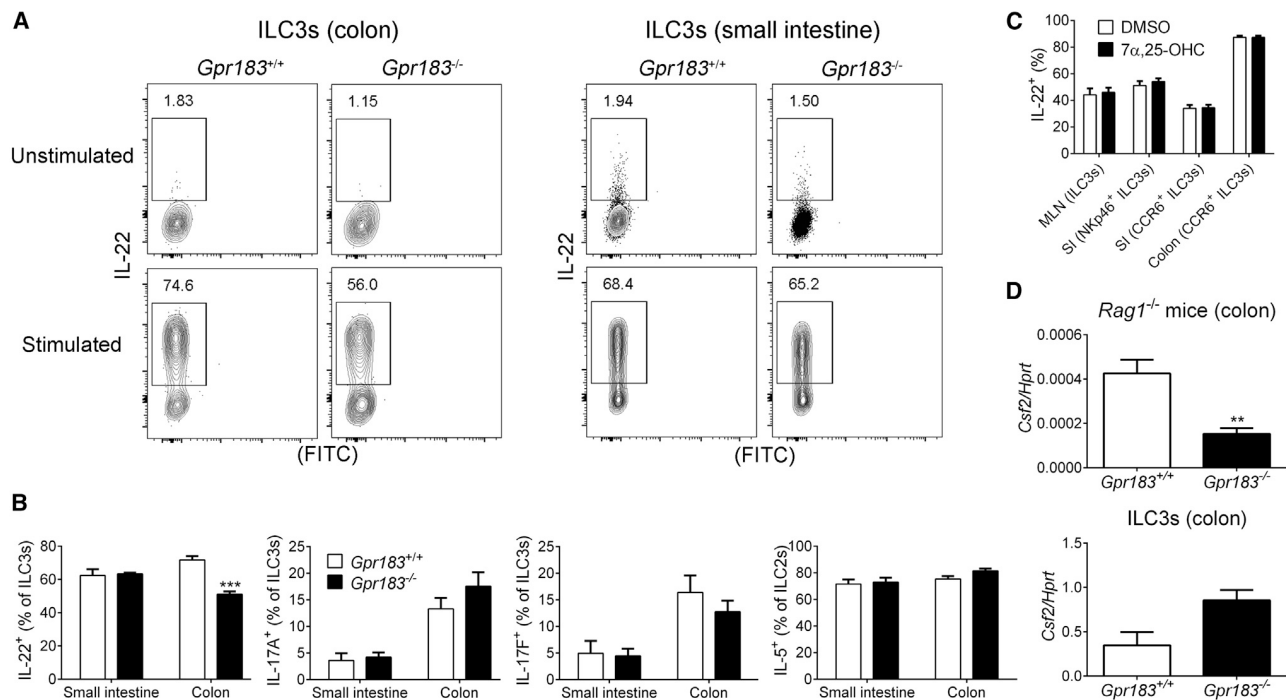 A
ILC3s (colon)
ILC3s (small intestine)
Gpr183+/+
Gpr183-/-
Gpr183+/+
Gpr183-/-
Unstimulated
1.83
1.15
1.94
1.50
IL-22
IL-22
Stimulated
74.6
56.0
68.4
65.2
(FITC)
(FITC)
B
IL-22+ (% of ILC3s)
80
60
40
20
0
***
Small intestine
Colon
IL-17A+ (% of ILC3s)
25
20
15
10
5
0
Gpr183+/+
Gpr183-/-
Small intestine
Colon
IL-17F+ (% of ILC3s)
25
20
15
10
5
0
Small intestine
Colon
IL-5+ (% of ILC2s)
100
80
60
40
20
0
Small intestine
Colon
C
IL-22+ (%)
100
80
60
40
20
0
DMSO
7α,25-OHC
MLN (ILC3s)
SI (NKp46+ ILC3s)
SI (CCR6+ ILC3s)
Colon (CCR6+ ILC3s)
D
Rag1-/- mice (colon)
Csf2/Hprt
0.0006
0.0004
0.0002
0.0000
**
Gpr183+/+
Gpr183-/-
ILC3s (colon)
Csf2/Hprt
1.0
0.5
0.0
Gpr183+/+
Gpr183-/-